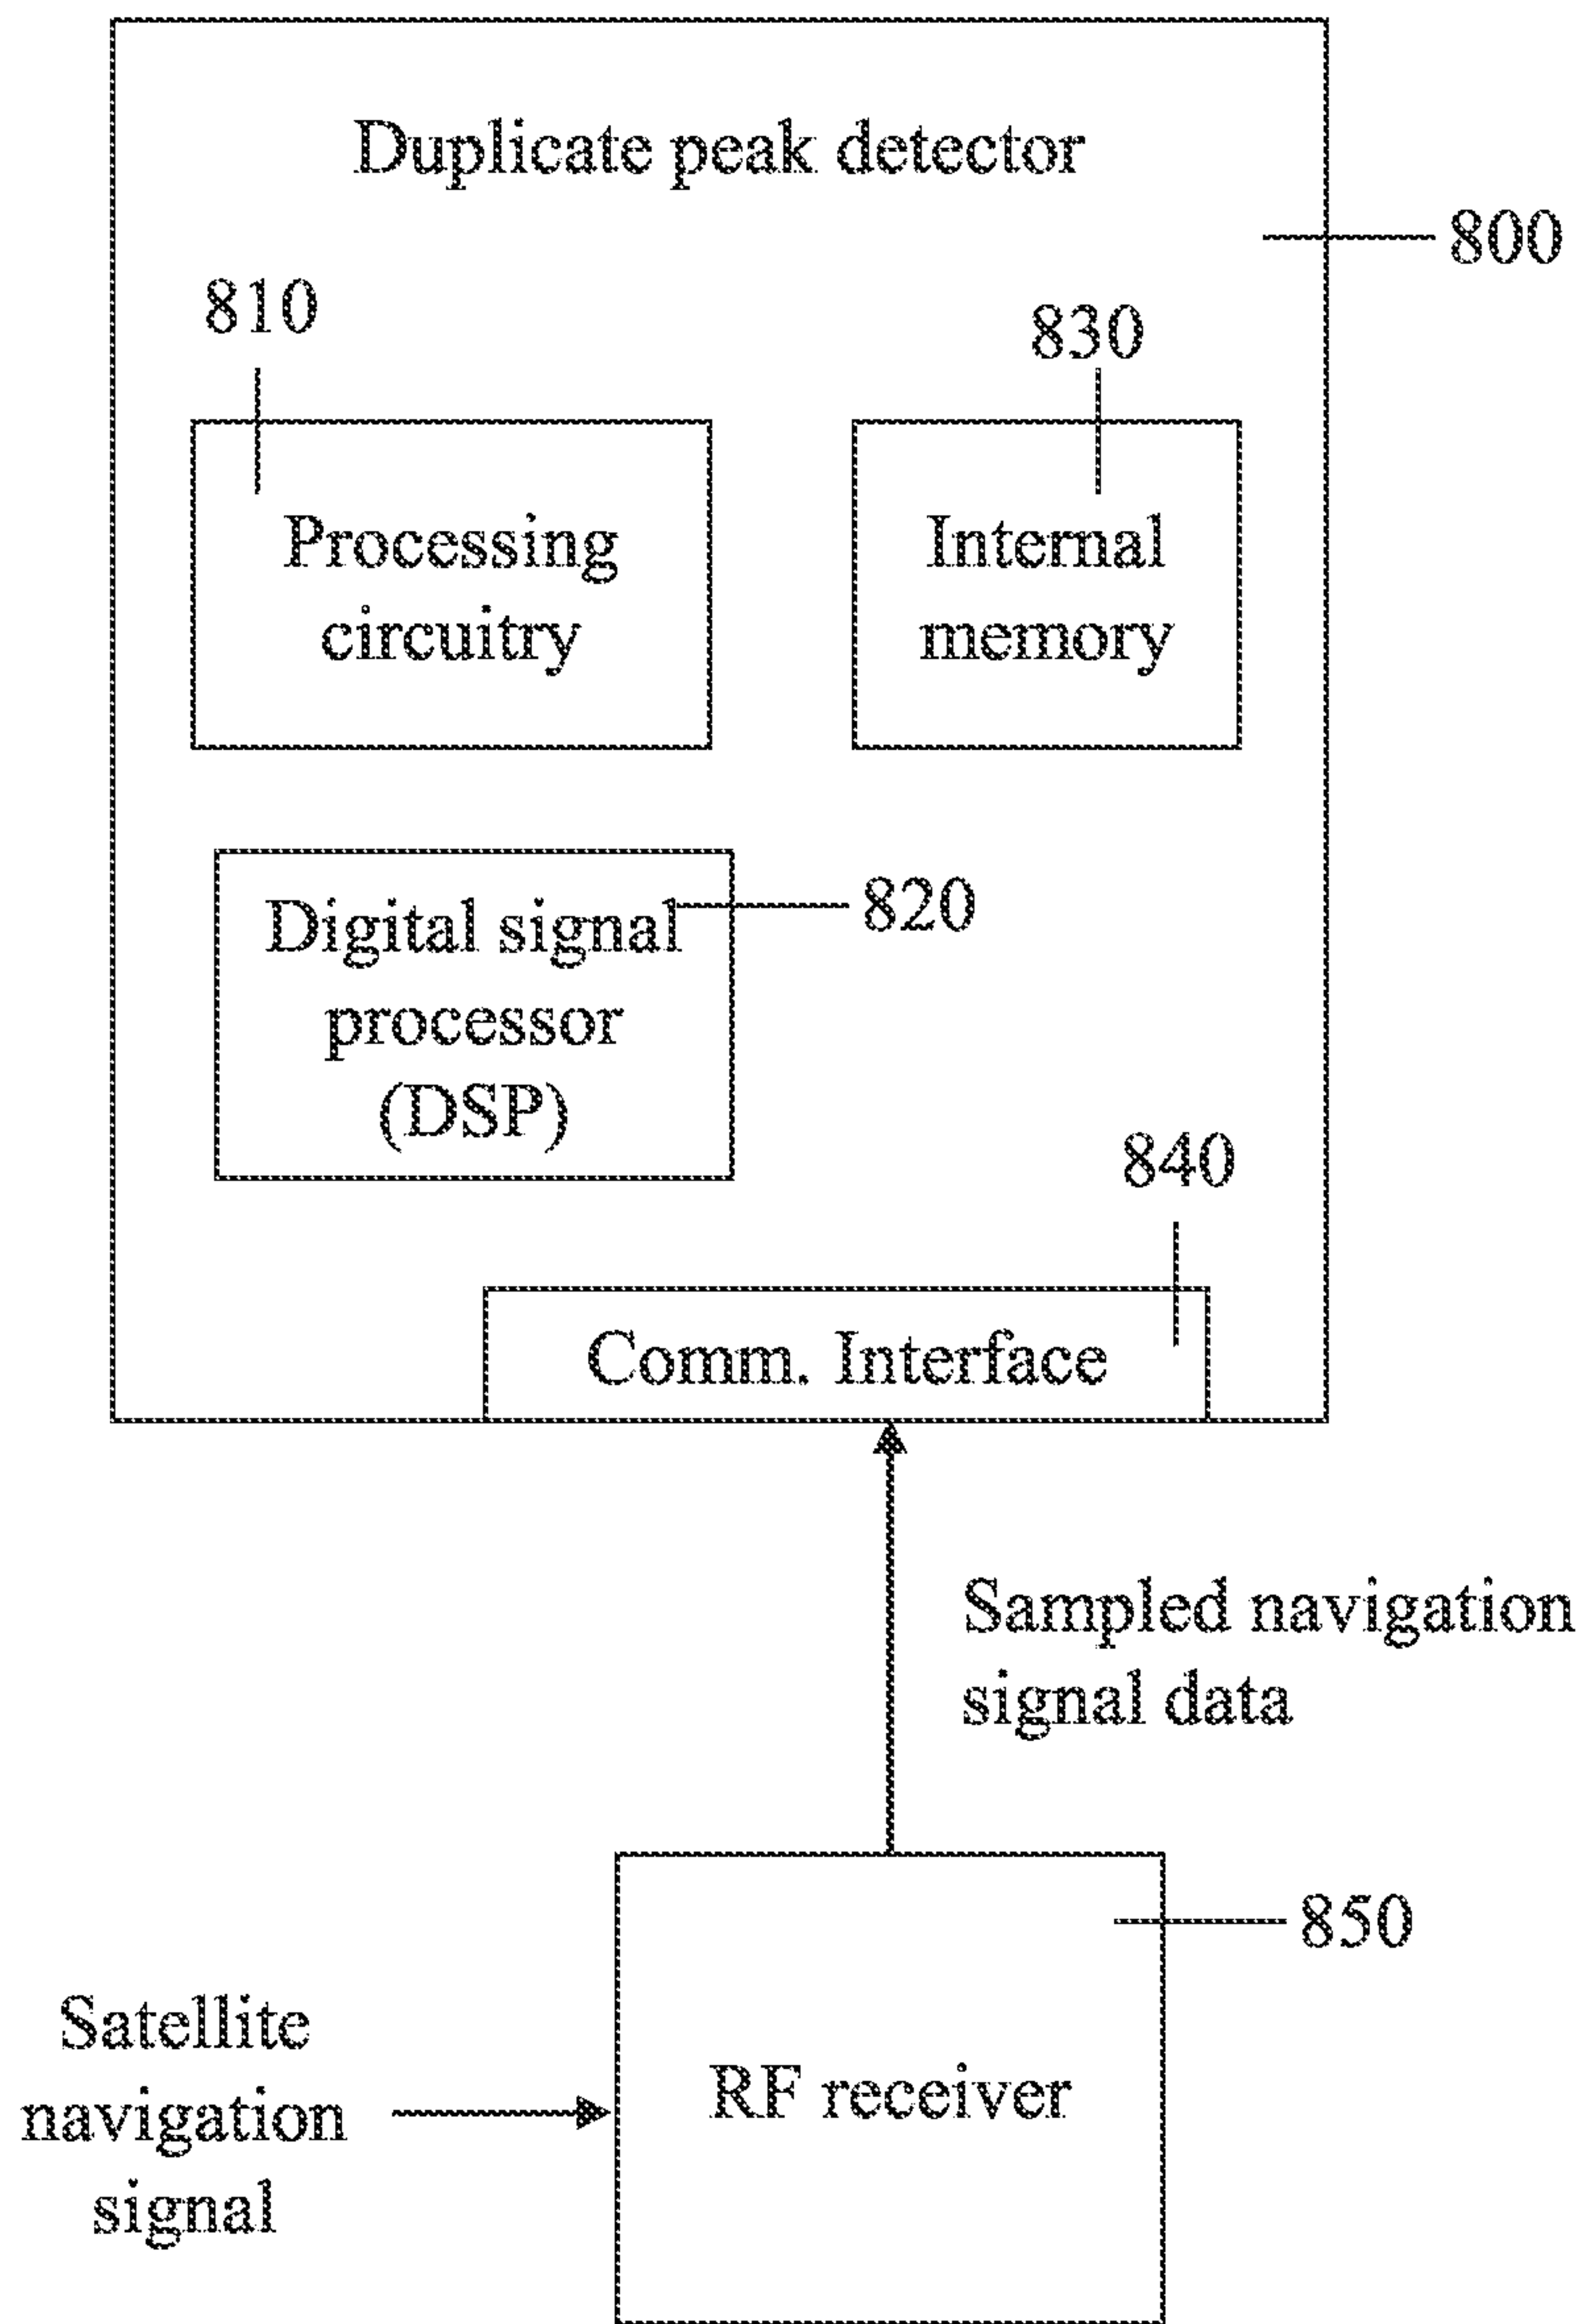 Duplicate peak detector
800
810
830
Processing
circuitry
Internal
memory
Digital signal
processor
(DSP)
820
840
Comm. Interface
Sampled navigation
signal data
850
Satellite
navigation
signal
RF receiver